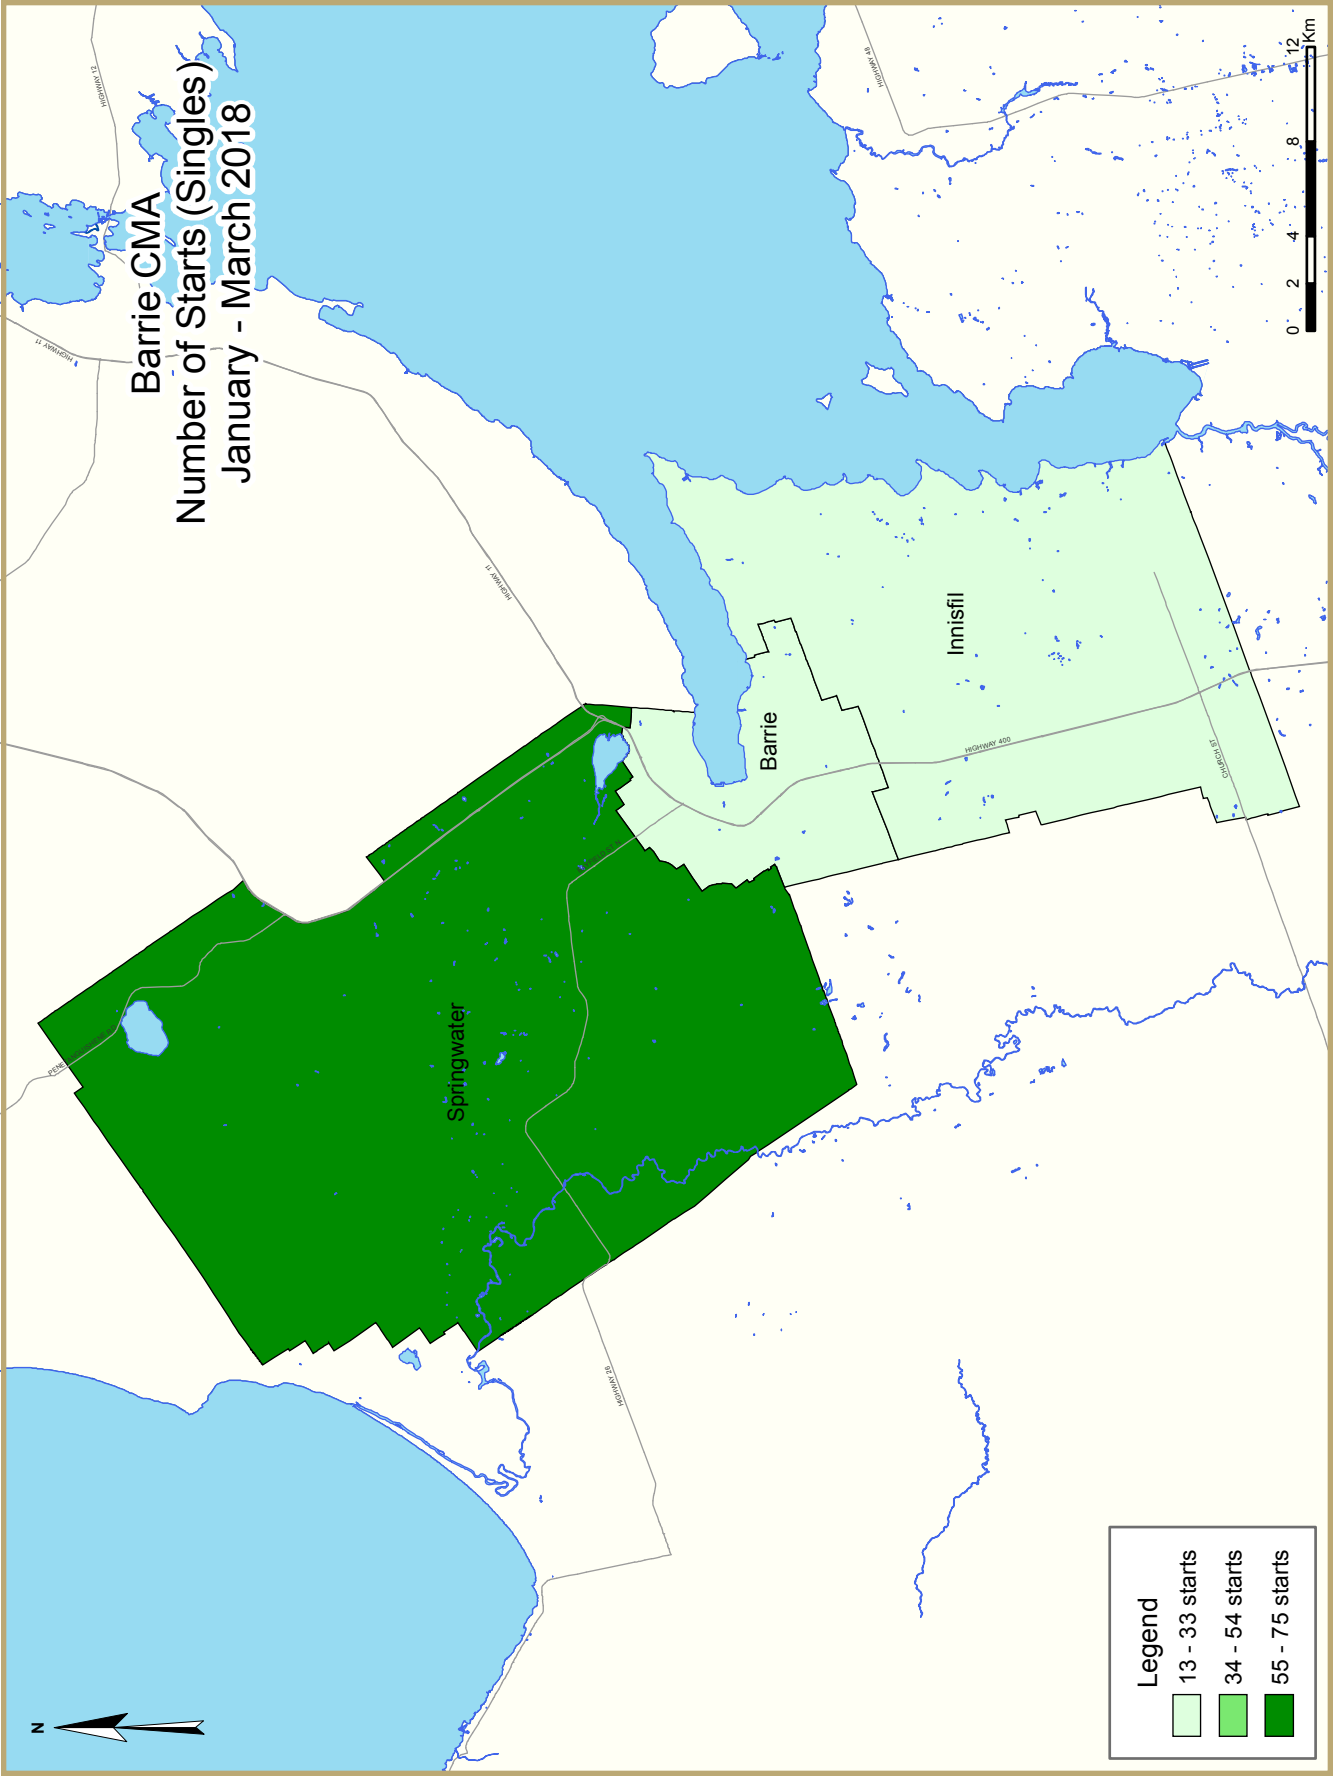 Barrie CMA
Number of Starts (Singles)
January - March 2018
N
HIGHWAY 12
HIGHWAY 11
HIGHWAY 48
HIGHWAY 11
Springwater
Barrie
Innisfil
HIGHWAY 400
CHURCH ST
HIGHWAY 26
Legend
13 - 33 starts
34 - 54 starts
55 - 75 starts
0 2 4 8 12
Km